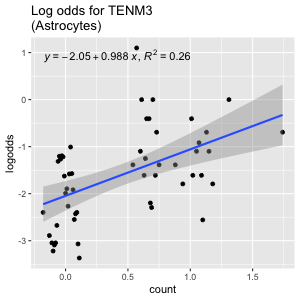 Log odds for TENM3
(Astrocytes)
y = −2.05 + 0.988 x, R² = 0.26
1
0
-1
-2
-3
logodds
0.0 0.5 1.0 1.5
count